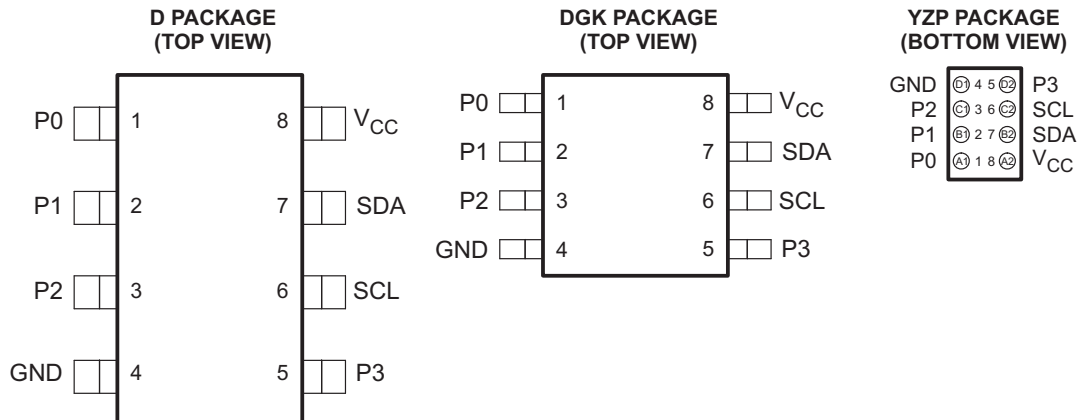 D PACKAGE
(TOP VIEW)
P0 1 8 VCC
P1 2 7 SDA
P2 3 6 SCL
GND 4 5 P3
DGK PACKAGE
(TOP VIEW)
P0 1 8 VCC
P1 2 7 SDA
P2 3 6 SCL
GND 4 5 P3
YZP PACKAGE
(BOTTOM VIEW)
GND D1 4 5 D2 P3
P2 C1 3 6 C2 SCL
P1 B1 2 7 B2 SDA
P0 A1 1 8 A2 VCC